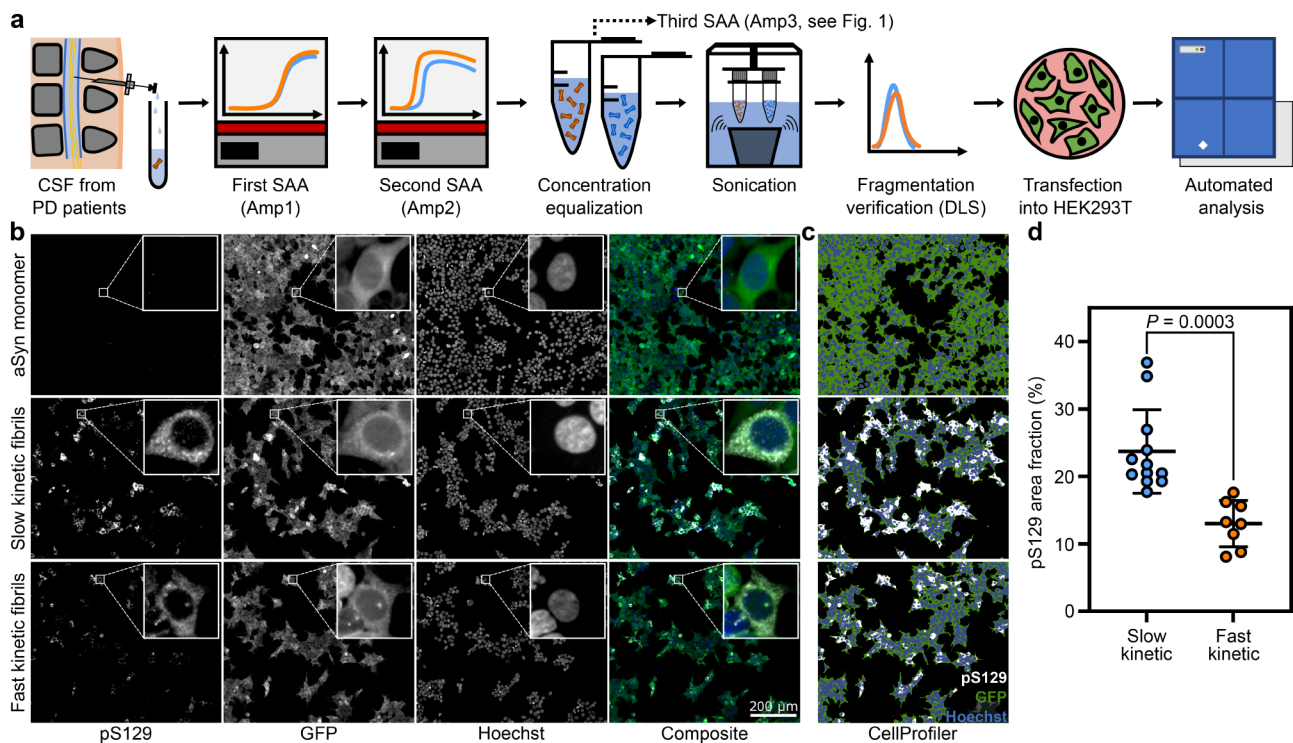 a
Third SAA (Amp3, see Fig. 1)
CSF from
PD patients
First SAA
(Amp1)
Second SAA
(Amp2)
Concentration
equalization
Sonication
Fragmentation
verification (DLS)
Transfection
into HEK293T
Automated
analysis
b
c
d
aSyn monomer
Slow kinetic fibrils
Fast kinetic fibrils
200 µm
pS129
GFP
Hoechst
pS129
GFP
Hoechst
Composite
CellProfiler
P = 0.0003
pS129 area fraction (%)
40
30
20
10
0
Slow
kinetic
Fast
kinetic